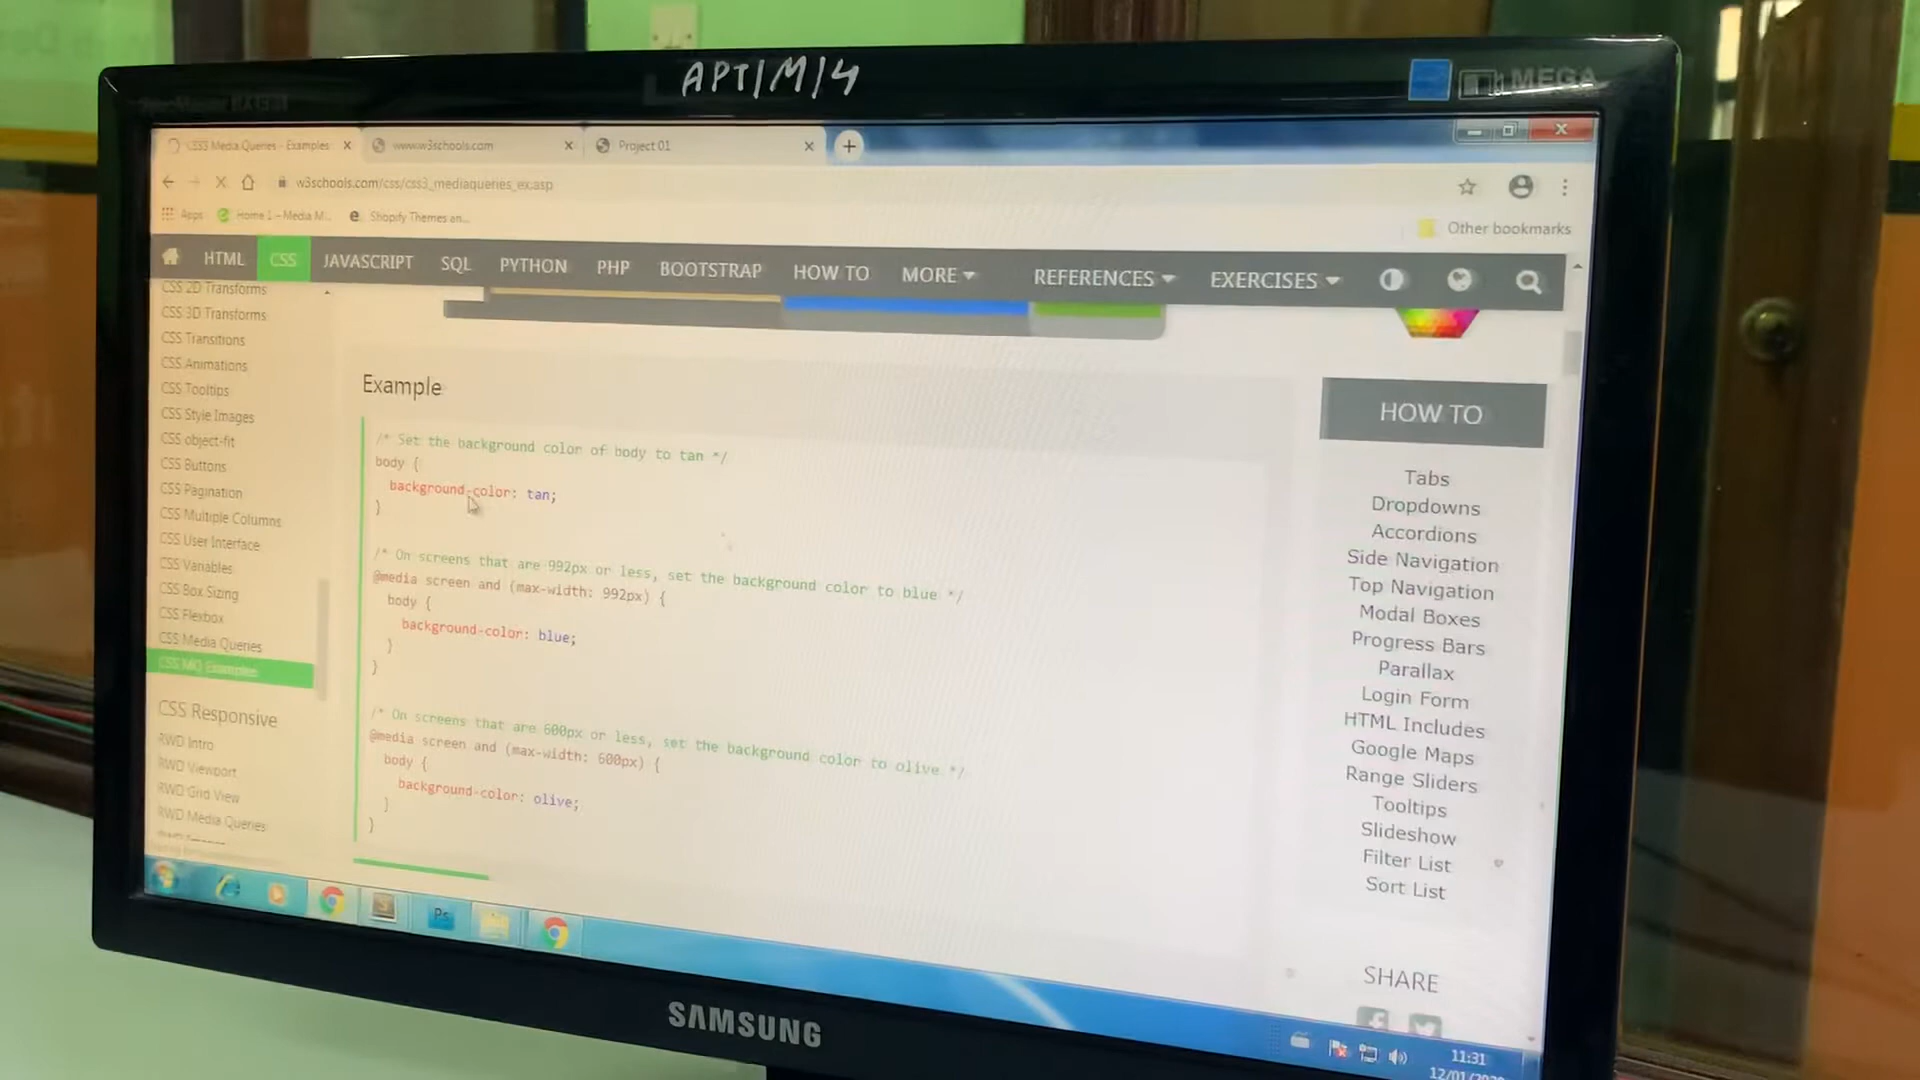 APT/M/4
MEGA
CSS Media Queries - Examples
www.w3schools.com
Project 01
w3schools.com/css/css3_mediaqueries_ex.asp
Apps
Home 1 – Media M...
Shopify Themes an...
Other bookmarks
HTML
CSS
JAVASCRIPT
SQL
PYTHON
PHP
BOOTSTRAP
HOW TO
MORE
REFERENCES
EXERCISES
CSS 2D Transforms
CSS 3D Transforms
CSS Transitions
CSS Animations
CSS Tooltips
CSS Style Images
CSS object-fit
CSS Buttons
CSS Pagination
CSS Multiple Columns
CSS User Interface
CSS Variables
CSS Box Sizing
CSS Flexbox
CSS Media Queries
CSS MQ Examples
CSS Responsive
RWD Intro
RWD Viewport
RWD Grid View
RWD Media Queries
Example
/* Set the background color of body to tan */
body {
background-color: tan;
}
/* On screens that are 992px or less, set the background color to blue */
@media screen and (max-width: 992px) {
body {
background-color: blue;
}
}
/* On screens that are 600px or less, set the background color to olive */
@media screen and (max-width: 600px) {
body {
background-color: olive;
}
}
HOW TO
Tabs
Dropdowns
Accordions
Side Navigation
Top Navigation
Modal Boxes
Progress Bars
Parallax
Login Form
HTML Includes
Google Maps
Range Sliders
Tooltips
Slideshow
Filter List
Sort List
SHARE
Ps
11:31
SAMSUNG